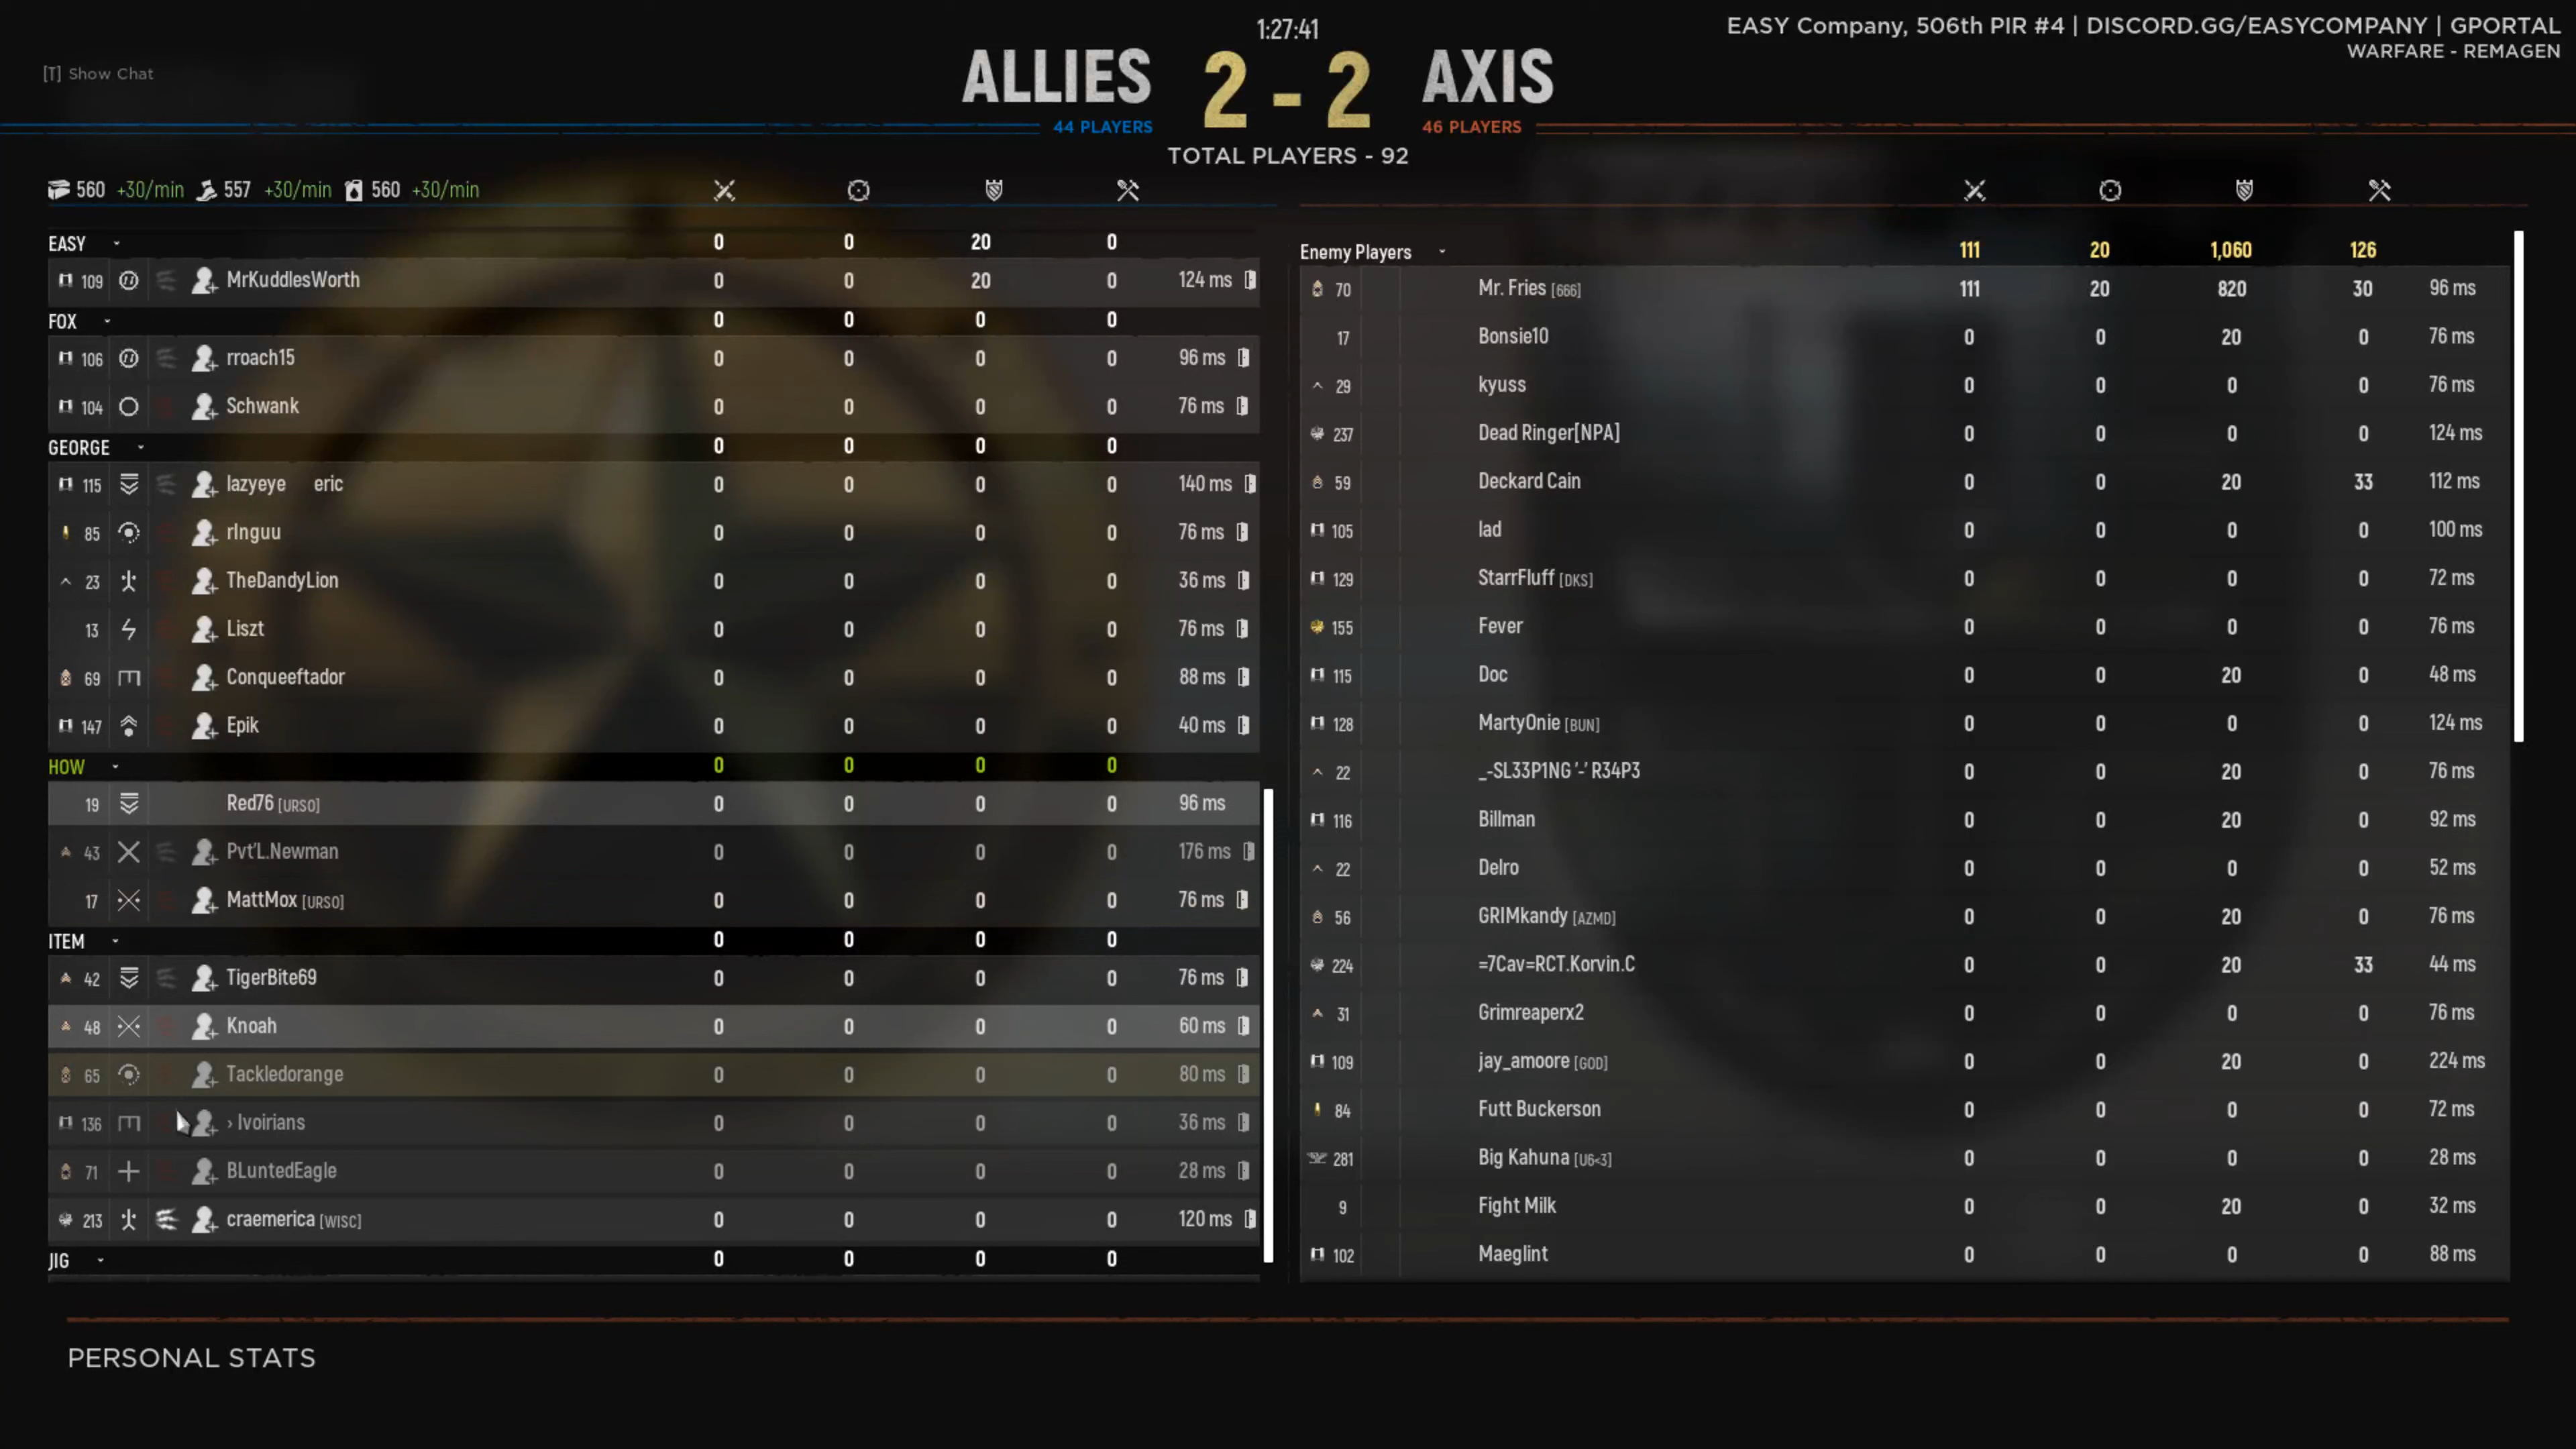 1:27:41
EASY Company, 506th PIR #4 | DISCORD.GG/EASYCOMPANY | GPORTAL
WARFARE - REMAGEN
[T] Show Chat
ALLIES 2 - 2 AXIS
44 PLAYERS 46 PLAYERS
TOTAL PLAYERS - 92
560 +30/min 557 +30/min 560 +30/min
EASY 0 0 20 0
109 MrKuddlesWorth 0 0 20 0 124 ms
FOX 0 0 0 0
106 rroach15 0 0 0 0 96 ms
104 Schwank 0 0 0 0 76 ms
GEORGE 0 0 0 0
115 lazyeye eric 0 0 0 0 140 ms
85 rInguu 0 0 0 0 76 ms
23 TheDandyLion 0 0 0 0 36 ms
13 Liszt 0 0 0 0 76 ms
69 Conqueeftador 0 0 0 0 88 ms
147 Epik 0 0 0 0 40 ms
HOW 0 0 0 0
19 Red76 [URSO] 0 0 0 0 96 ms
43 Pvt'L.Newman 0 0 0 0 176 ms
17 MattMox [URSO] 0 0 0 0 76 ms
ITEM 0 0 0 0
42 TigerBite69 0 0 0 0 76 ms
48 Knoah 0 0 0 0 60 ms
65 Tackledorange 0 0 0 0 80 ms
136 › Ivoirians 0 0 0 0 36 ms
71 BLuntedEagle 0 0 0 0 28 ms
213 craemerica [WISC] 0 0 0 0 120 ms
JIG 0 0 0 0
Enemy Players 111 20 1,060 126
70 Mr. Fries [666] 111 20 820 30 96 ms
17 Bonsie10 0 0 20 0 76 ms
29 kyuss 0 0 0 0 76 ms
237 Dead Ringer[NPA] 0 0 0 0 124 ms
59 Deckard Cain 0 0 20 33 112 ms
105 lad 0 0 0 0 100 ms
129 StarrFluff [DKS] 0 0 0 0 72 ms
155 Fever 0 0 0 0 76 ms
115 Doc 0 0 20 0 48 ms
128 MartyOnie [BUN] 0 0 0 0 124 ms
22 _-SL33P1NG '-' R34P3 0 0 20 0 76 ms
116 Billman 0 0 20 0 92 ms
22 Delro 0 0 0 0 52 ms
56 GRIMkandy [AZMD] 0 0 20 0 76 ms
224 =7Cav=RCT.Korvin.C 0 0 20 33 44 ms
31 Grimreaperx2 0 0 0 0 76 ms
109 jay_amoore [GOD] 0 0 20 0 224 ms
84 Futt Buckerson 0 0 0 0 72 ms
281 Big Kahuna [U6<3] 0 0 0 0 28 ms
9 Fight Milk 0 0 20 0 32 ms
102 Maeglint 0 0 0 0 88 ms
PERSONAL STATS